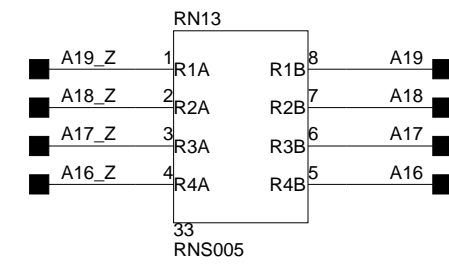 RN13
A19_Z 1 R1A R1B 8 A19
A18_Z 2 R2A R2B 7 A18
A17_Z 3 R3A R3B 6 A17
A16_Z 4 R4A R4B 5 A16
33
RNS005